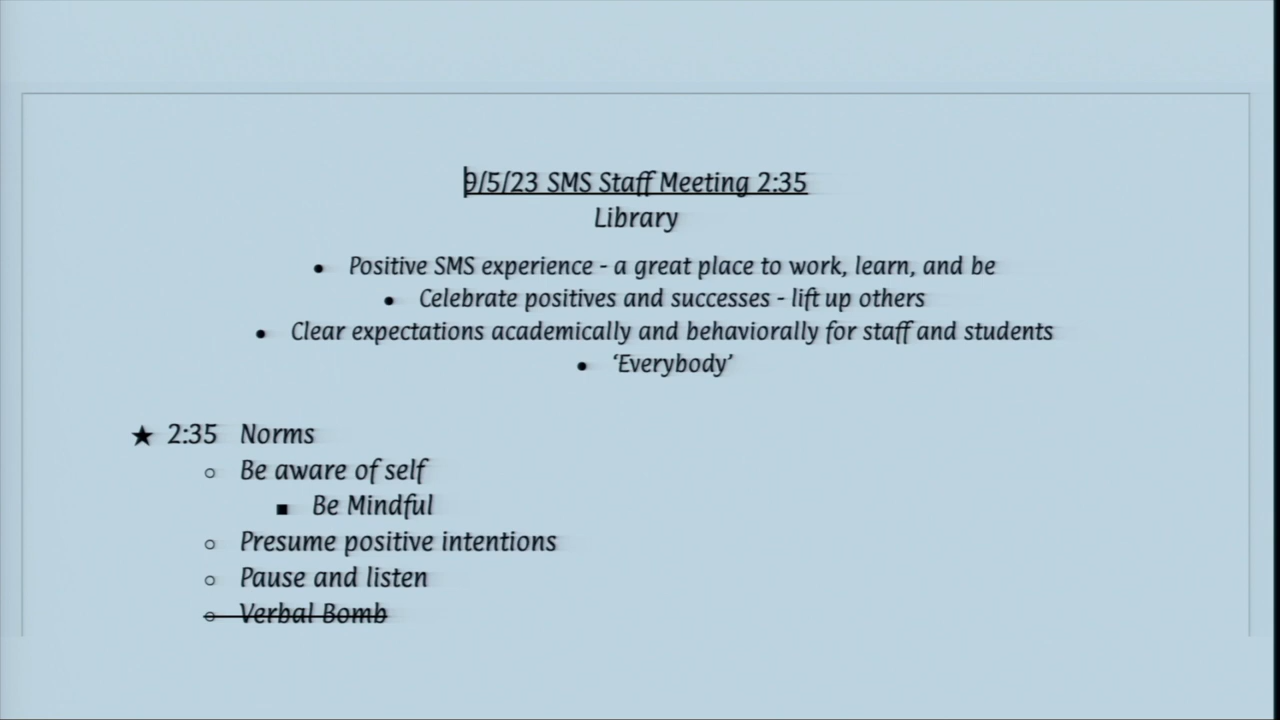 9/5/23 SMS Staff Meeting 2:35
Library
• Positive SMS experience - a great place to work, learn, and be
• Celebrate positives and successes - lift up others
• Clear expectations academically and behaviorally for staff and students
• ‘Everybody’
★ 2:35 Norms
○ Be aware of self
■ Be Mindful
○ Presume positive intentions
○ Pause and listen
○ Verbal Bomb